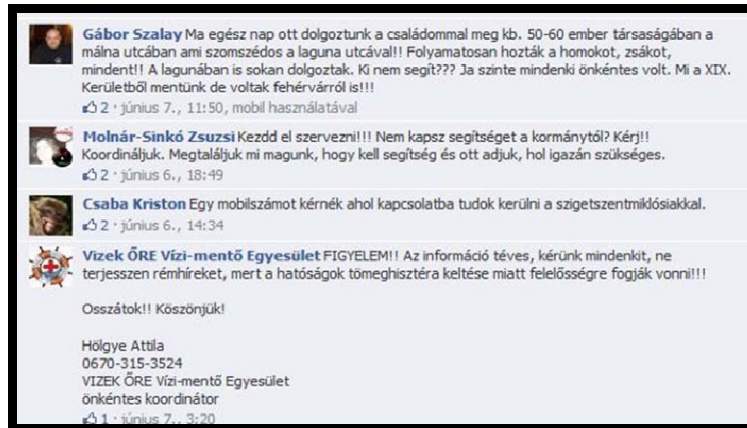 Gábor Szalay Ma egész nap ott dolgoztunk a családommal meg kb. 50-60 ember társaságában a
málna utcában ami szomszédos a laguna utcával!! Folyamatosan hozták a homokot, zsákot,
mindent!! A lagunában is sokan dolgoztak. Ki nem segít??? Ja szinte mindenki önkéntes volt. Mi a XIX.
Kerületből mentünk de voltak fehérvárról is!!!
2 · június 7., 11:50, mobil használatával
Molnár-Sinkó Zsuzsi Kezdd el szervezni!!! Nem kapsz segítséget a kormánytól? Kérj!!
Koordináljuk. Megtaláljuk mi magunk, hogy kell segítség és ott adjuk, hol igazán szükséges.
2 · június 6., 18:49
Csaba Kriston Egy mobilszámot kérnék ahol kapcsolatba tudok kerülni a szigetszentmiklósiakkal.
2 · június 6., 14:34
Vizek ŐRE Vízi-mentő Egyesület FIGYELEM!! Az információ téves, kérünk mindenkit, ne
terjesszen rémhíreket, mert a hatóságok tömeghisztéra keltése miatt felelősségre fogják vonni!!!
Osszátok!! Köszönjük!
Hölgye Attila
0670-315-3524
VIZEK ŐRE Vízi-mentő Egyesület
önkéntes koordinátor
1 · június 7., 3:20